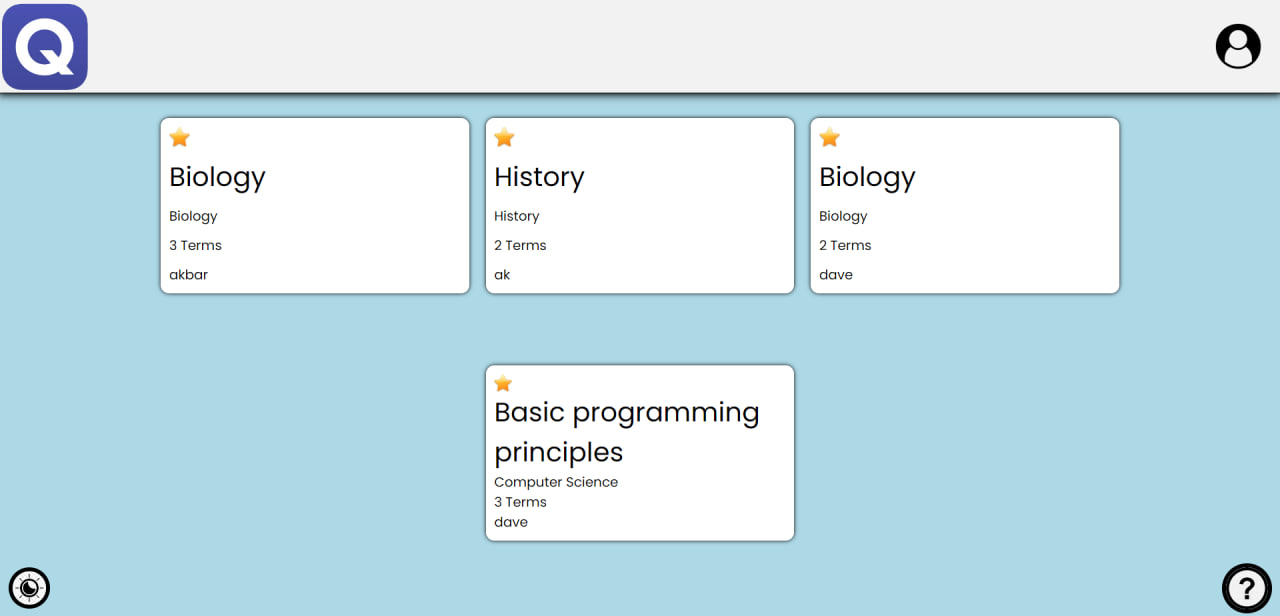 Q
Biology
Biology
3 Terms
akbar
History
History
2 Terms
ak
Biology
Biology
2 Terms
dave
Basic programming
principles
Computer Science
3 Terms
dave
?